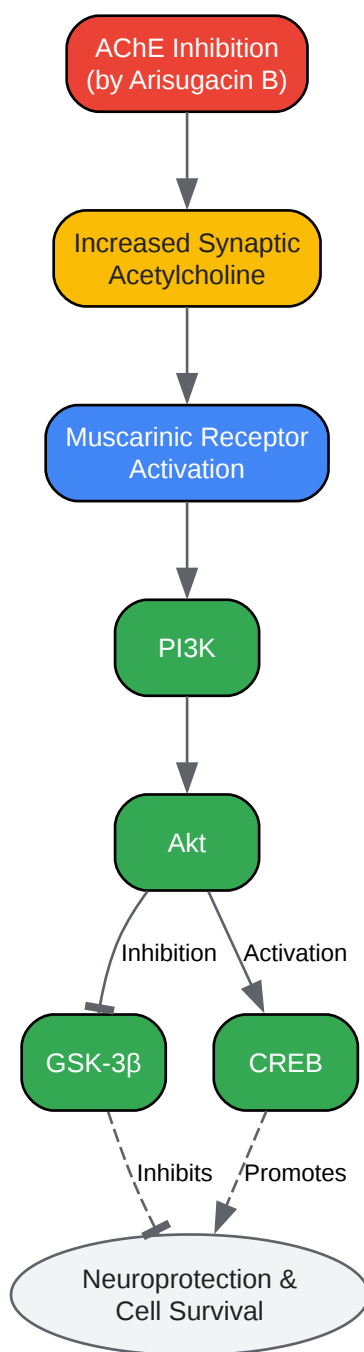 AChE Inhibition
(by Arisugacin B)
Increased Synaptic
Acetylcholine
Muscarinic Receptor
Activation
PI3K
Akt
Inhibition
Activation
GSK-3β
CREB
Inhibits
Promotes
Neuroprotection &
Cell Survival